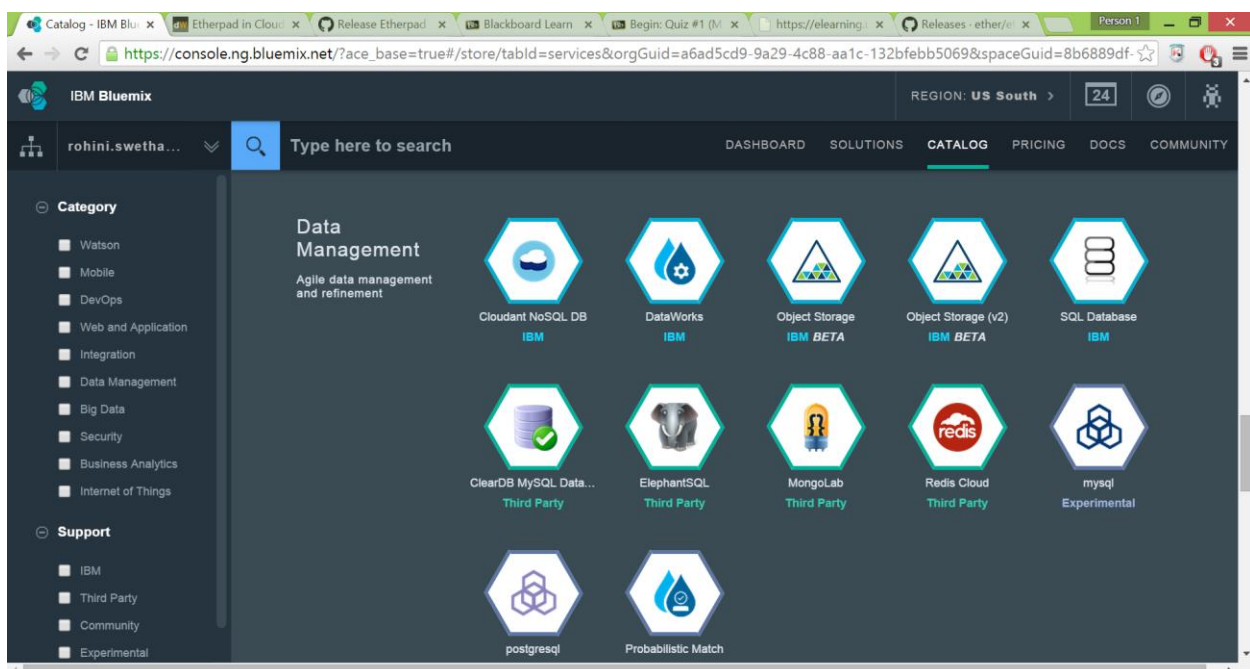 Catalog - IBM Blu
Etherpad in Cloud
Release Etherpad
Blackboard Learn
Begin: Quiz #1 (M
https://elearning.
Releases · ether/e
Person 1
https://console.ng.bluemix.net/?ace_base=true#/store/tabId=services&orgGuid=a6ad5cd9-9a29-4c88-aa1c-132bfebb5069&spaceGuid=8b6889df-
IBM Bluemix
REGION: US South >
24
rohini.swetha...
Type here to search
DASHBOARD SOLUTIONS CATALOG PRICING DOCS COMMUNITY
Category
Watson
Mobile
DevOps
Web and Application
Integration
Data Management
Big Data
Security
Business Analytics
Internet of Things
Support
IBM
Third Party
Community
Experimental
Data
Management
Agile data management
and refinement
Cloudant NoSQL DB
IBM
DataWorks
IBM
Object Storage
IBM BETA
Object Storage (v2)
IBM BETA
SQL Database
IBM
ClearDB MySQL Data...
Third Party
ElephantSQL
Third Party
MongoLab
Third Party
redis
Redis Cloud
Third Party
mysql
Experimental
postgresql
Probabilistic Match